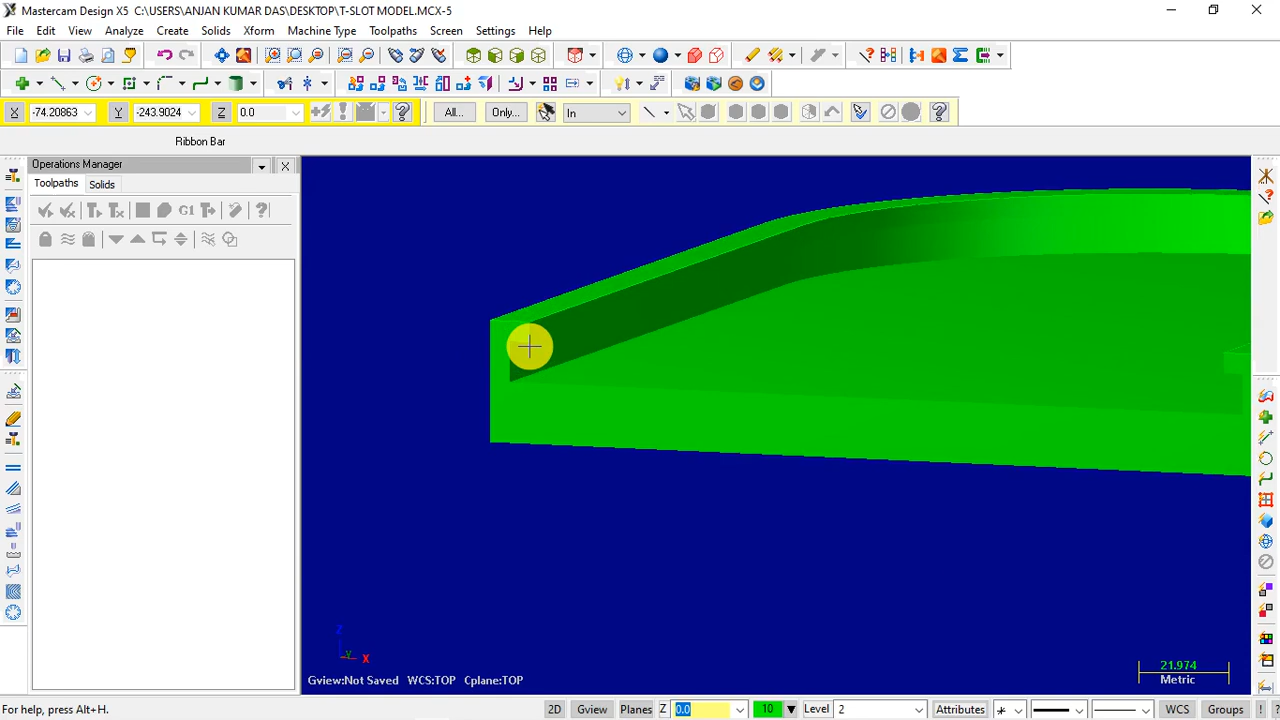 Mastercam Design X5 C:\USERS\ANJAN KUMAR DAS\DESKTOP\T-SLOT MODEL.MCX-5
File Edit View Analyze Create Solids Xform Machine Type Toolpaths Screen Settings Help
X -74.20863 Y -243.9024 Z 0.0 All... Only... In
Ribbon Bar
Operations Manager
Toolpaths Solids
G1
Z
Y X
21.974
Metric
Gview:Not Saved WCS:TOP Cplane:TOP
For help, press Alt+H. 2D Gview Planes Z 0.0 10 Level 2 Attributes WCS Groups ! ?